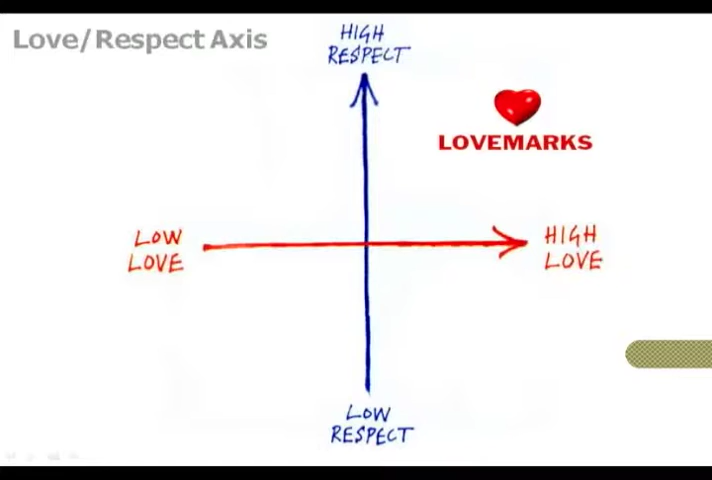 Love/Respect Axis
HIGH
RESPECT
LOVEMARKS
LOW
LOVE
HIGH
LOVE
LOW
RESPECT